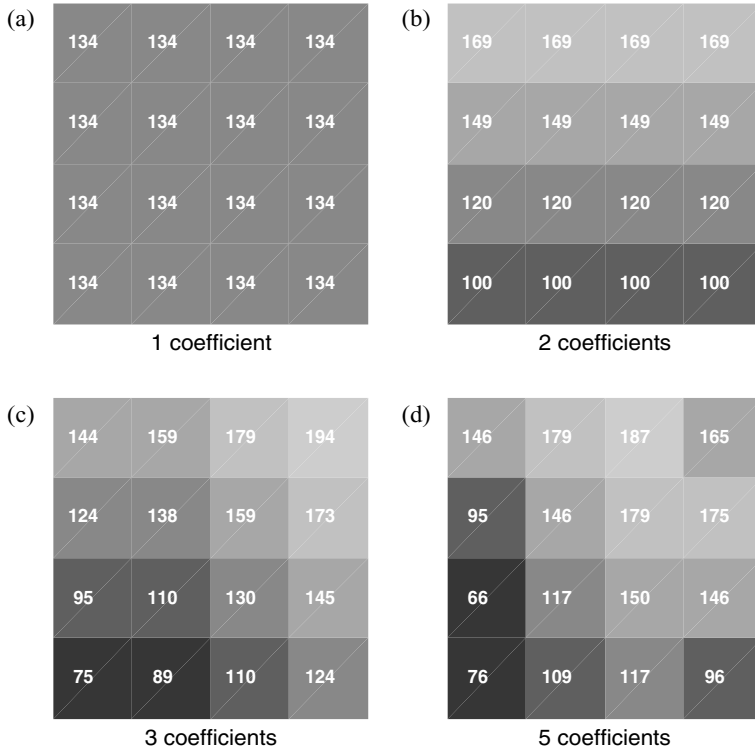 (a)
134 134 134 134
134 134 134 134
134 134 134 134
134 134 134 134
1 coefficient
(b)
169 169 169 169
149 149 149 149
120 120 120 120
100 100 100 100
2 coefficients
(c)
144 159 179 194
124 138 159 173
95 110 130 145
75 89 110 124
3 coefficients
(d)
146 179 187 165
95 146 179 175
66 117 150 146
76 109 117 96
5 coefficients